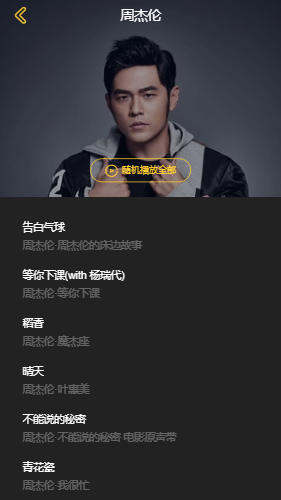 周杰伦
随机播放全部
告白气球
周杰伦·周杰伦的床边故事
等你下课(with 杨瑞代)
周杰伦·等你下课
稻香
周杰伦·魔杰座
晴天
周杰伦·叶惠美
不能说的秘密
周杰伦·不能说的秘密 电影原声带
青花瓷
周杰伦·我很忙